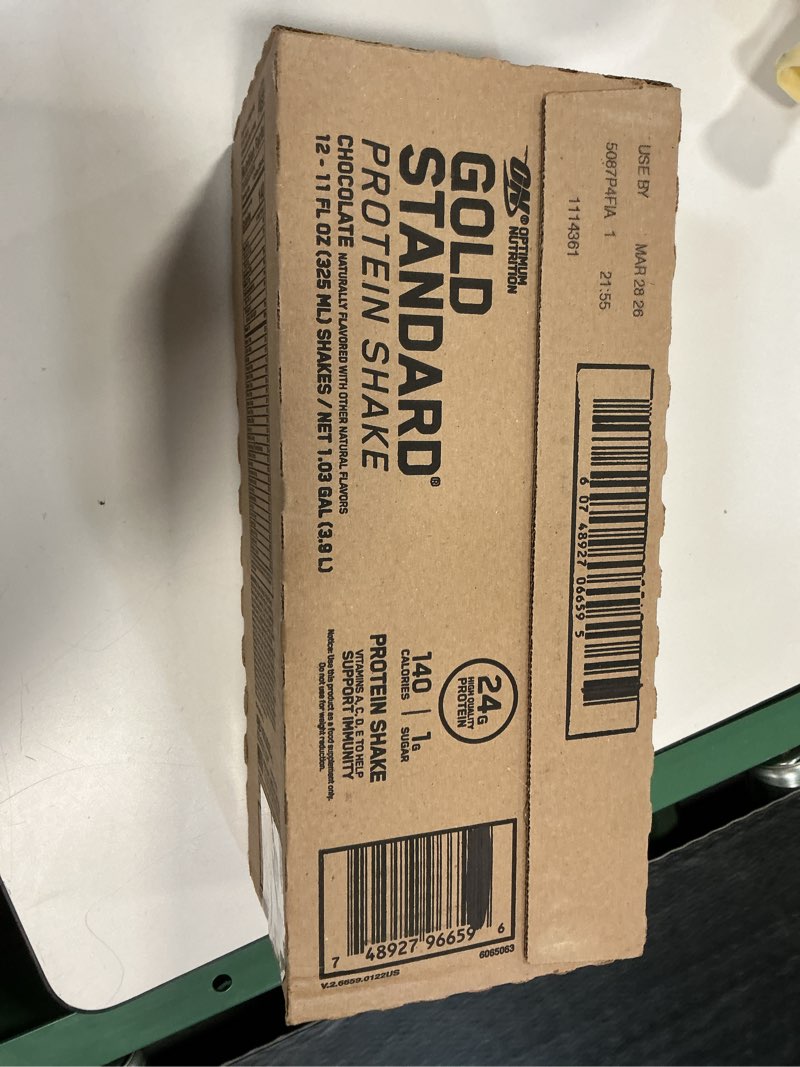 USE BY MAR 28 26
5087P4FIA 1 21:55
1114361
6 07 48927 06659 5
ON® OPTIMUM
NUTRITION
GOLD
STANDARD®
PROTEIN SHAKE
CHOCOLATE NATURALLY FLAVORED WITH OTHER NATURAL FLAVORS
12 - 11 FL OZ (325 ML) SHAKES / NET 1.03 GAL (3.9 L)
24G
HIGH QUALITY
PROTEIN
140 | 1G
CALORIES SUGAR
PROTEIN SHAKE
VITAMINS A, C, D, E TO HELP
SUPPORT IMMUNITY
Notice: Use this product as a food supplement only.
Do not use for weight reduction.
7 48927 96659 6
6065063
V.2.6659.0122US